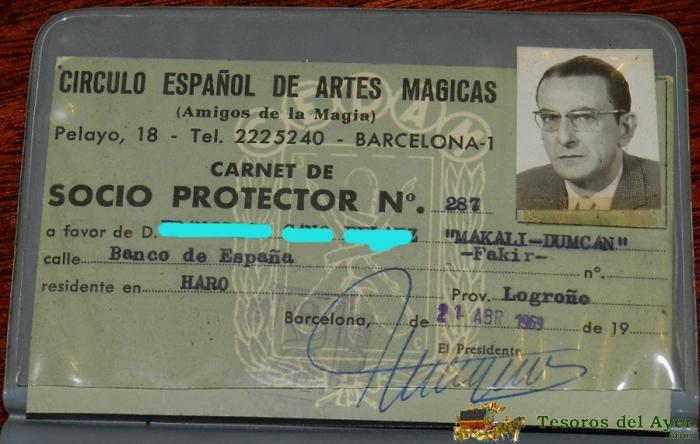 CIRCULO ESPAÑOL DE ARTES MAGICAS
(Amigos de la Magia)
Pelayo, 18 - Tel. 2225240 - BARCELONA-1
CARNET DE
SOCIO PROTECTOR Nº. 287
a favor de D. "MAKALI-DUMCAN"
-Fakir-
calle Banco de España nº.
residente en HARO Prov. Logroño
Barcelona, de 21 ABR 1969 de 19
El Presidente
Tesoros del Ayer
.com